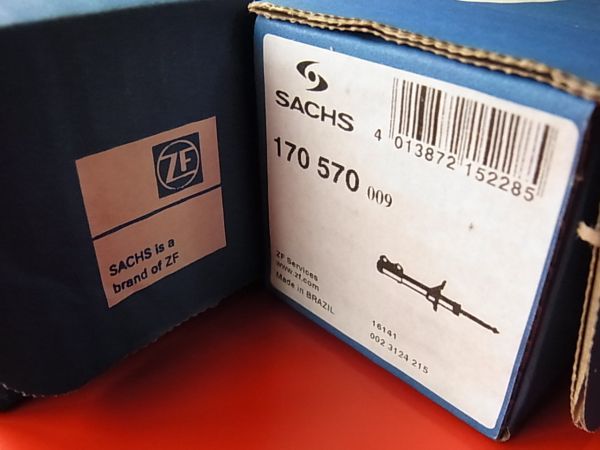 ZF
SACHS is a
brand of ZF
SACHS
4 013872 152285
170 570 009
ZF Services
www.zf.com
Made in BRAZIL
16141
002 3124 215